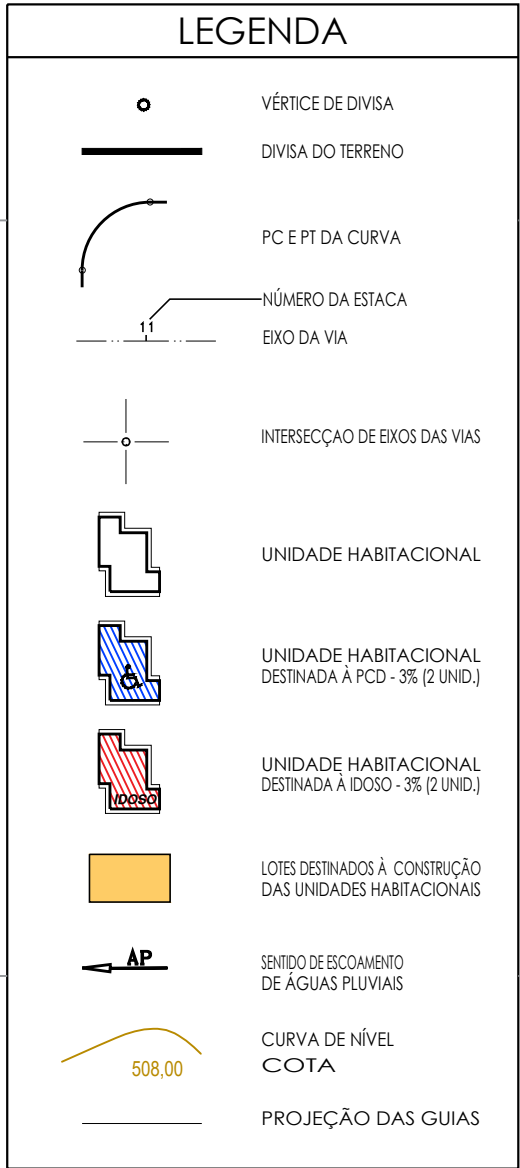 LEGENDA
VÉRTICE DE DIVISA
DIVISA DO TERRENO
PC E PT DA CURVA
NÚMERO DA ESTACA
11
EIXO DA VIA
INTERSECÇAO DE EIXOS DAS VIAS
UNIDADE HABITACIONAL
UNIDADE HABITACIONAL
DESTINADA À PCD - 3% (2 UNID.)
UNIDADE HABITACIONAL
DESTINADA À IDOSO - 3% (2 UNID.)
IDOSO
LOTES DESTINADOS À CONSTRUÇÃO
DAS UNIDADES HABITACIONAIS
AP
SENTIDO DE ESCOAMENTO
DE ÁGUAS PLUVIAIS
CURVA DE NÍVEL
COTA
508,00
PROJEÇÃO DAS GUIAS